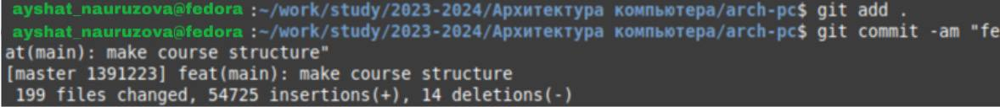 ayshat_nauruzova@fedora :~/work/study/2023-2024/Архитектура компьютера/arch-pc$ git add .
ayshat_nauruzova@fedora :~/work/study/2023-2024/Архитектура компьютера/arch-pc$ git commit -am "fe
at(main): make course structure"
[master 1391223] feat(main): make course structure
 199 files changed, 54725 insertions(+), 14 deletions(-)